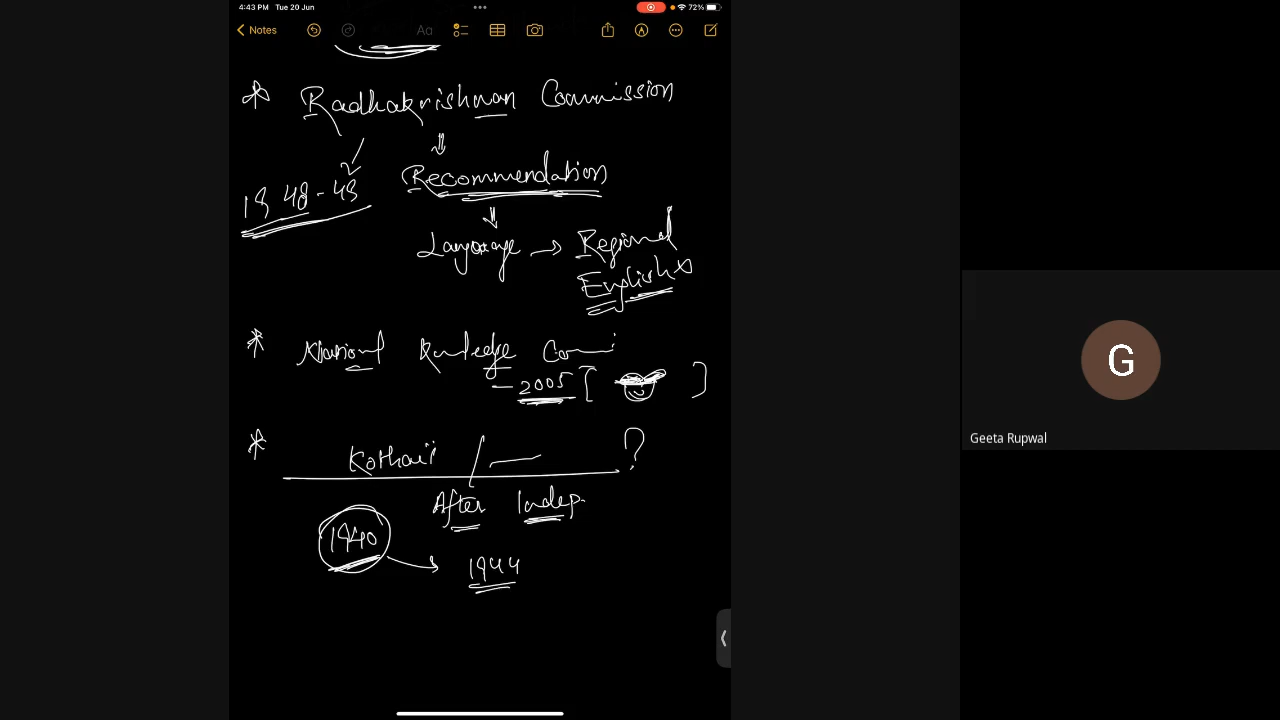 4:43 PM Tue 20 Jun
72%
Notes
Aa
* Radhakrishnan Commission
1948-49
Recommendation
Language → Regional
English x
* National Knowledge Com
- 2005 [ ]
* Kothari / — ?
After Indep.
1940
→ 1944
G
Geeta Rupwal